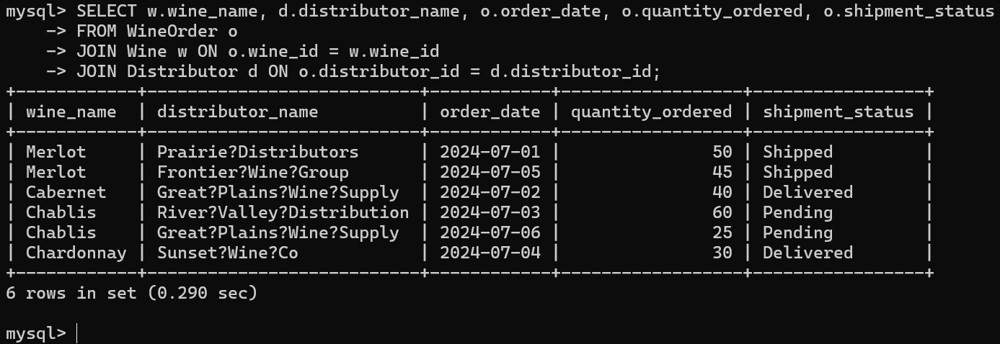 mysql> SELECT w.wine_name, d.distributor_name, o.order_date, o.quantity_ordered, o.shipment_status
    -> FROM WineOrder o
    -> JOIN Wine w ON o.wine_id = w.wine_id
    -> JOIN Distributor d ON o.distributor_id = d.distributor_id;
+------------+---------------------------+------------+------------------+-----------------+
| wine_name  | distributor_name          | order_date | quantity_ordered | shipment_status |
+------------+---------------------------+------------+------------------+-----------------+
| Merlot     | Prairie?Distributors      | 2024-07-01 |               50 | Shipped         |
| Merlot     | Frontier?Wine?Group       | 2024-07-05 |               45 | Shipped         |
| Cabernet   | Great?Plains?Wine?Supply  | 2024-07-02 |               40 | Delivered       |
| Chablis    | River?Valley?Distribution | 2024-07-03 |               60 | Pending         |
| Chablis    | Great?Plains?Wine?Supply  | 2024-07-06 |               25 | Pending         |
| Chardonnay | Sunset?Wine?Co            | 2024-07-04 |               30 | Delivered       |
+------------+---------------------------+------------+------------------+-----------------+
6 rows in set (0.290 sec)

mysql>